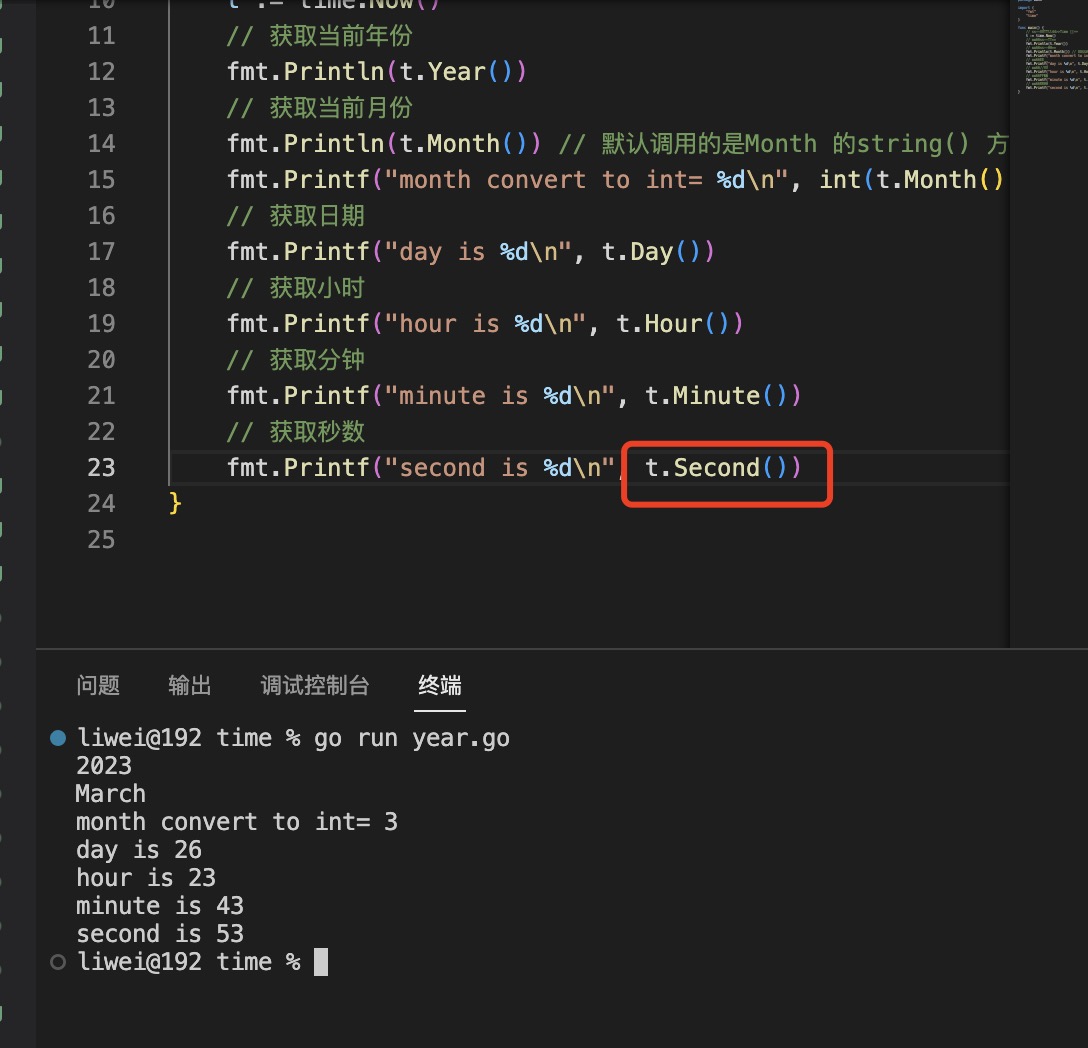 10 t := time.Now()
11 // 获取当前年份
12 fmt.Println(t.Year())
13 // 获取当前月份
14 fmt.Println(t.Month()) // 默认调用的是Month 的string() 方
15 fmt.Printf("month convert to int= %d\n", int(t.Month()
16 // 获取日期
17 fmt.Printf("day is %d\n", t.Day())
18 // 获取小时
19 fmt.Printf("hour is %d\n", t.Hour())
20 // 获取分钟
21 fmt.Printf("minute is %d\n", t.Minute())
22 // 获取秒数
23 fmt.Printf("second is %d\n", t.Second())
24 }
25
问题 输出 调试控制台 终端
liwei@192 time % go run year.go
2023
March
month convert to int= 3
day is 26
hour is 23
minute is 43
second is 53
liwei@192 time %